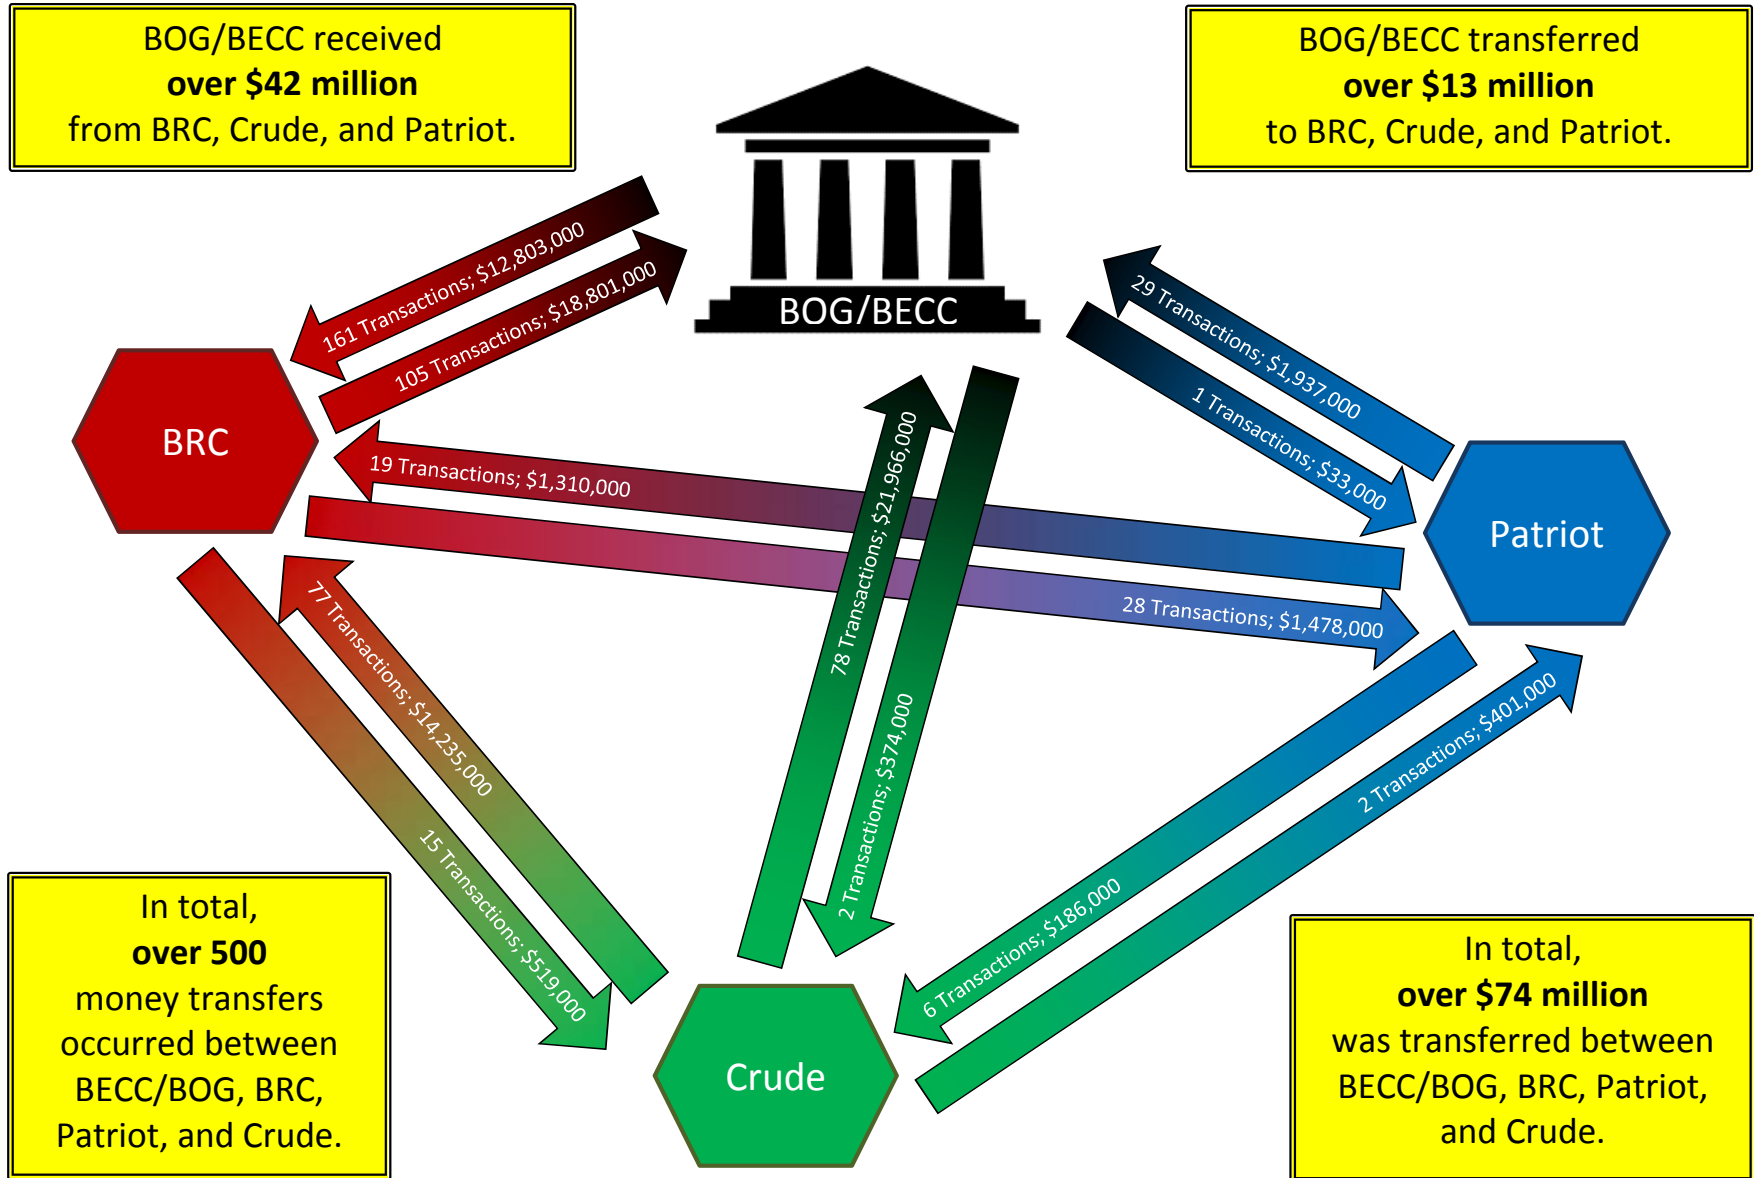 BOG/BECC received
over $42 million
from BRC, Crude, and Patriot.
BOG/BECC transferred
over $13 million
to BRC, Crude, and Patriot.
BOG/BECC
161 Transactions; $12,803,000
105 Transactions; $18,801,000
29 Transactions; $1,937,000
1 Transactions; $33,000
BRC
19 Transactions; $1,310,000
28 Transactions; $1,478,000
Patriot
78 Transactions; $21,966,000
2 Transactions; $374,000
77 Transactions; $14,235,000
15 Transactions; $519,000
6 Transactions; $186,000
2 Transactions; $401,000
Crude
In total,
over 500
money transfers
occurred between
BECC/BOG, BRC,
Patriot, and Crude.
In total,
over $74 million
was transferred between
BECC/BOG, BRC, Patriot,
and Crude.